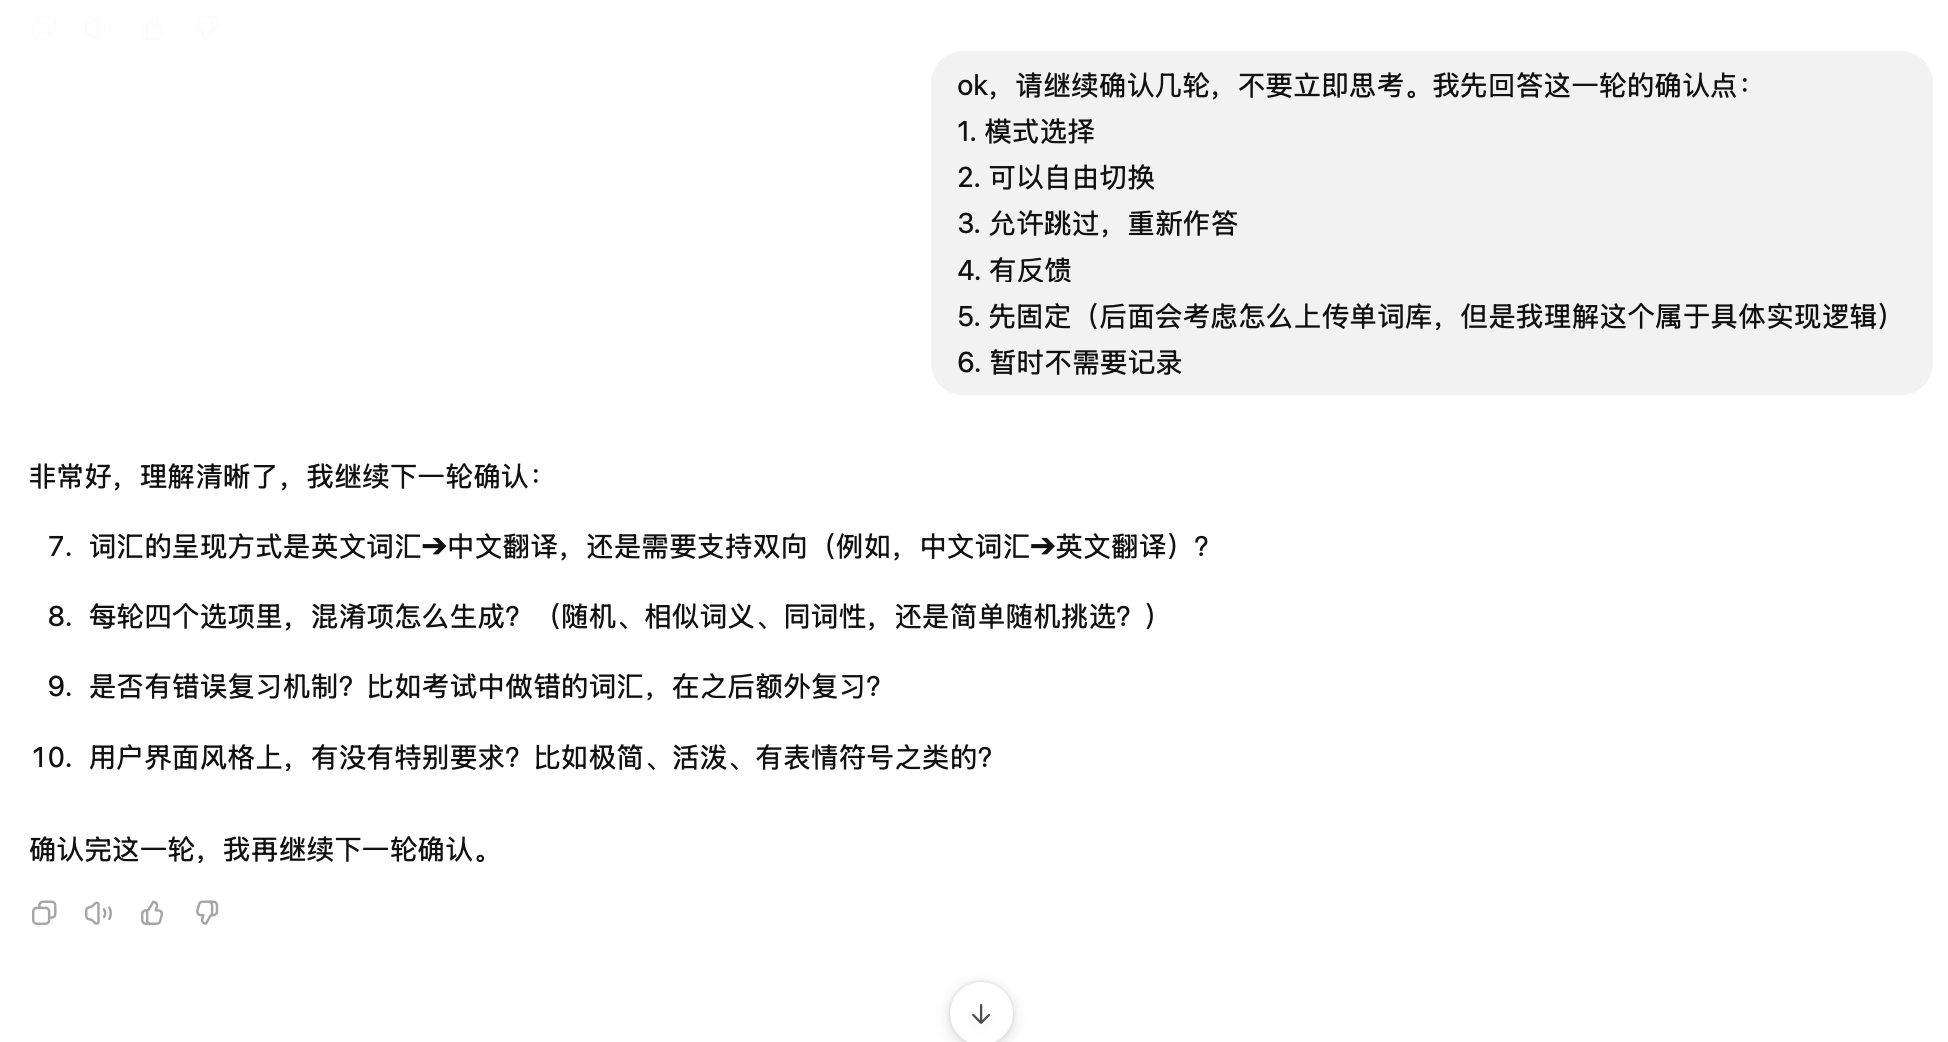 ok，请继续确认几轮，不要立即思考。我先回答这一轮的确认点：
1. 模式选择
2. 可以自由切换
3. 允许跳过，重新作答
4. 有反馈
5. 先固定（后面会考虑怎么上传单词库，但是我理解这个属于具体实现逻辑）
6. 暂时不需要记录
非常好，理解清晰了，我继续下一轮确认：
7. 词汇的呈现方式是英文词汇➔中文翻译，还是需要支持双向（例如，中文词汇➔英文翻译）？
8. 每轮四个选项里，混淆项怎么生成？（随机、相似词义、同词性，还是简单随机挑选？）
9. 是否有错误复习机制？比如考试中做错的词汇，在之后额外复习？
10. 用户界面风格上，有没有特别要求？比如极简、活泼、有表情符号之类的？
确认完这一轮，我再继续下一轮确认。